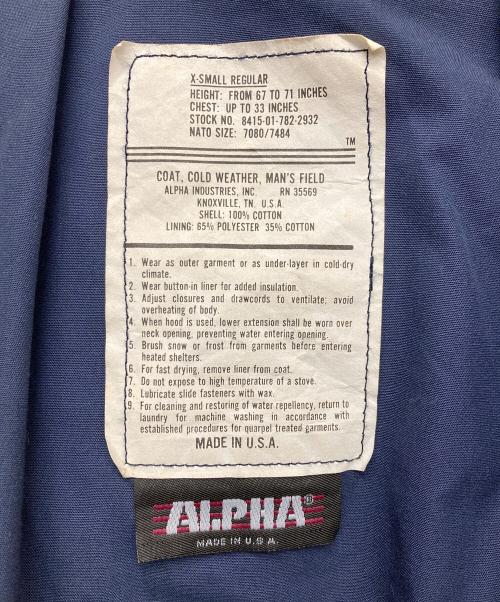 X-SMALL REGULAR
HEIGHT: FROM 67 TO 71 INCHES
CHEST: UP TO 33 INCHES
STOCK NO. 8415-01-782-2932
NATO SIZE: 7080/7484
TM
COAT, COLD WEATHER, MAN'S FIELD
ALPHA INDUSTRIES, INC. RN 35569
KNOXVILLE, TN. U.S.A.
SHELL: 100% COTTON
LINING: 65% POLYESTER 35% COTTON
1. Wear as outer garment or as under-layer in cold-dry
climate.
2. Wear button-in liner for added insulation.
3. Adjust closures and drawcords to ventilate; avoid
overheating of body.
4. When hood is used, lower extension shall be worn over
neck opening, preventing water entering opening.
5. Brush snow or frost from garments before entering
heated shelters.
6. For fast drying, remove liner from coat.
7. Do not expose to high temperature of a stove.
8. Lubricate slide fasteners with wax.
9. For cleaning and restoring of water repellency, return to
laundry for machine washing in accordance with
established procedures for quarpel treated garments.
MADE IN U.S.A.
ALPHA®
MADE IN U.S.A.